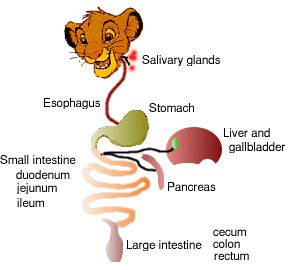 Salivary glands
Esophagus
Stomach
Liver and
gallbladder
Small intestine
duodenum
jejunum
ileum
Pancreas
Large intestine
cecum
colon
rectum